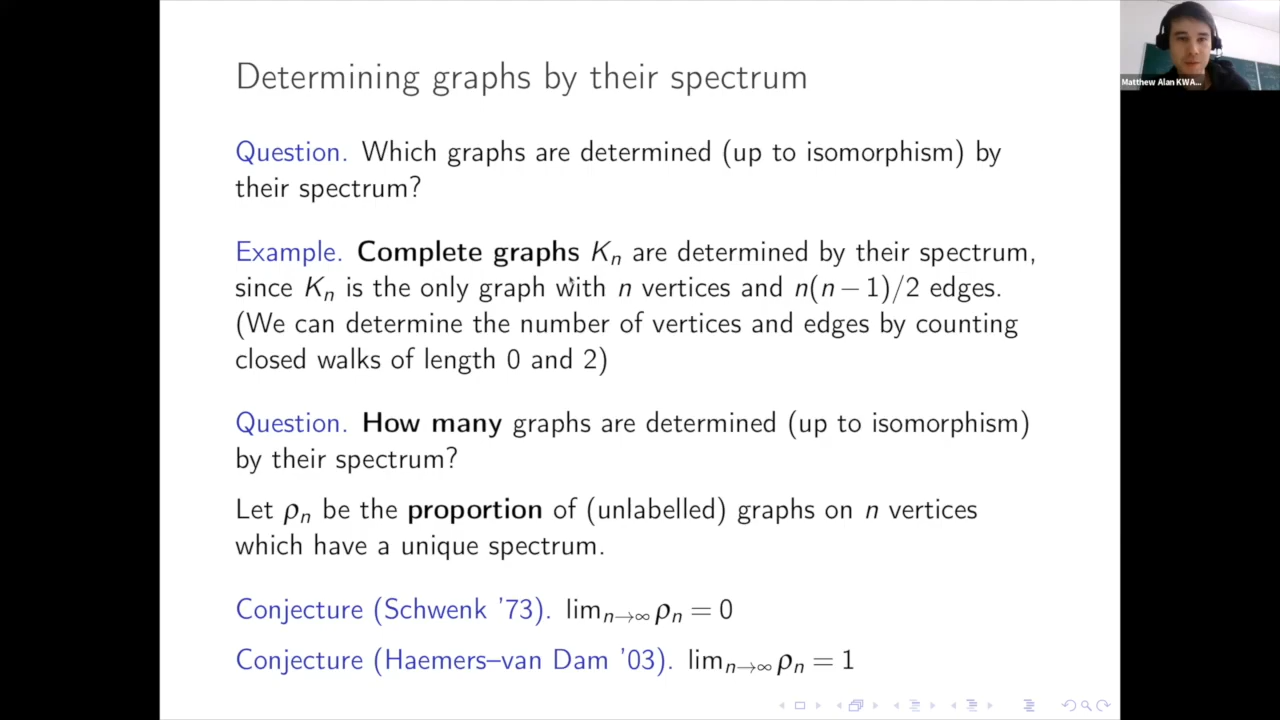 Determining graphs by their spectrum
Matthew Alan KWA...
Question. Which graphs are determined (up to isomorphism) by
their spectrum?
Example. Complete graphs Kₙ are determined by their spectrum,
since Kₙ is the only graph with n vertices and n(n − 1)/2 edges.
(We can determine the number of vertices and edges by counting
closed walks of length 0 and 2)
Question. How many graphs are determined (up to isomorphism)
by their spectrum?
Let ρₙ be the proportion of (unlabelled) graphs on n vertices
which have a unique spectrum.
Conjecture (Schwenk ’73). limₙ→∞ ρₙ = 0
Conjecture (Haemers–van Dam ’03). limₙ→∞ ρₙ = 1